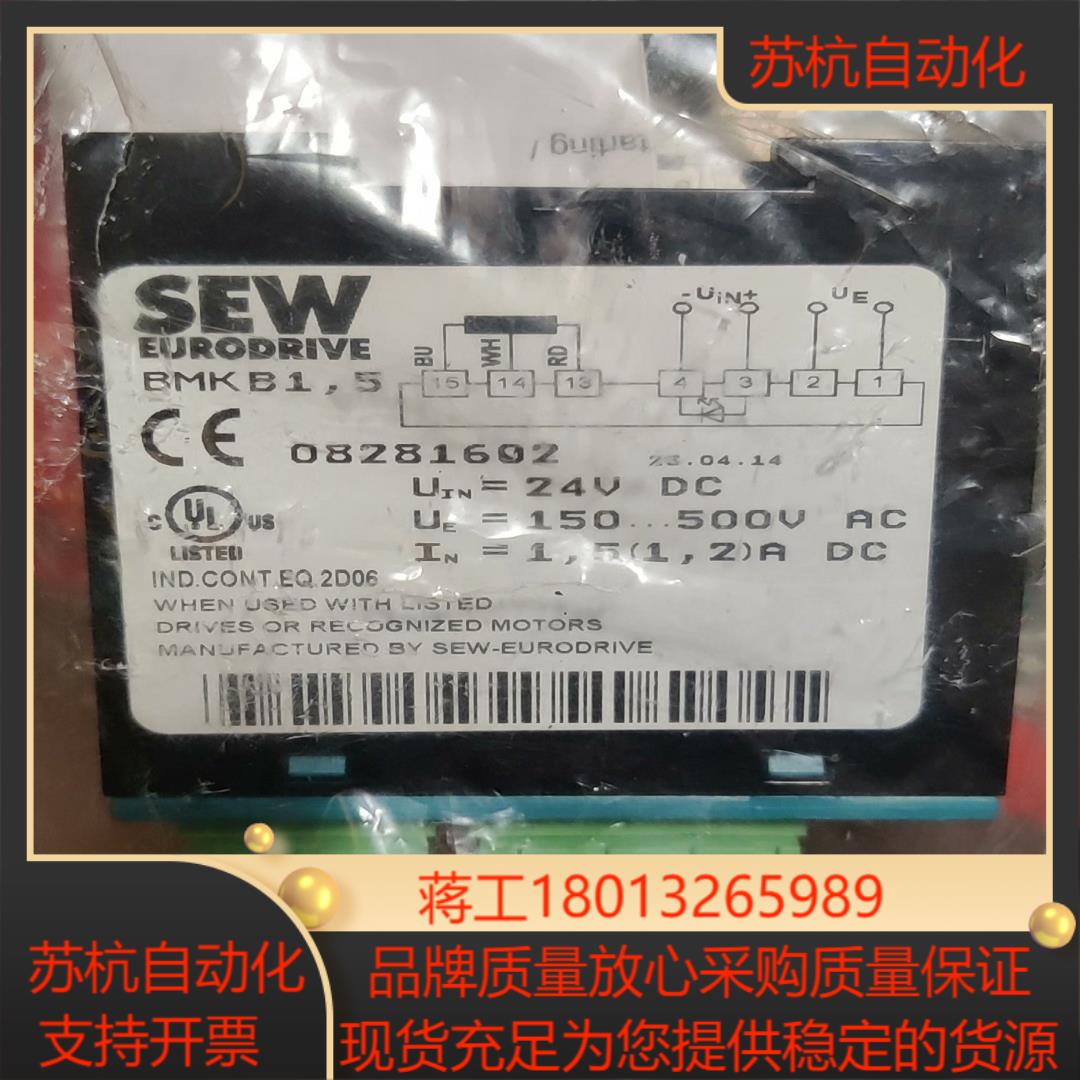 苏杭自动化
tarting /
SEW
EURODRIVE
BMKB1,5
BU
WH
RD
-UIN+
UE
15 14 13 4 3 2 1
CE
08281602
23.04.14
UIN = 24V DC
UE = 150...500V AC
IN = 1,5(1,2)A DC
C UL US
LISTED
IND.CONT.EQ.2D06
WHEN USED WITH LISTED
DRIVES OR RECOGNIZED MOTORS
MANUFACTURED BY SEW-EURODRIVE
蒋工18013265989
苏杭自动化
支持开票
品牌质量放心采购质量保证
现货充足为您提供稳定的货源